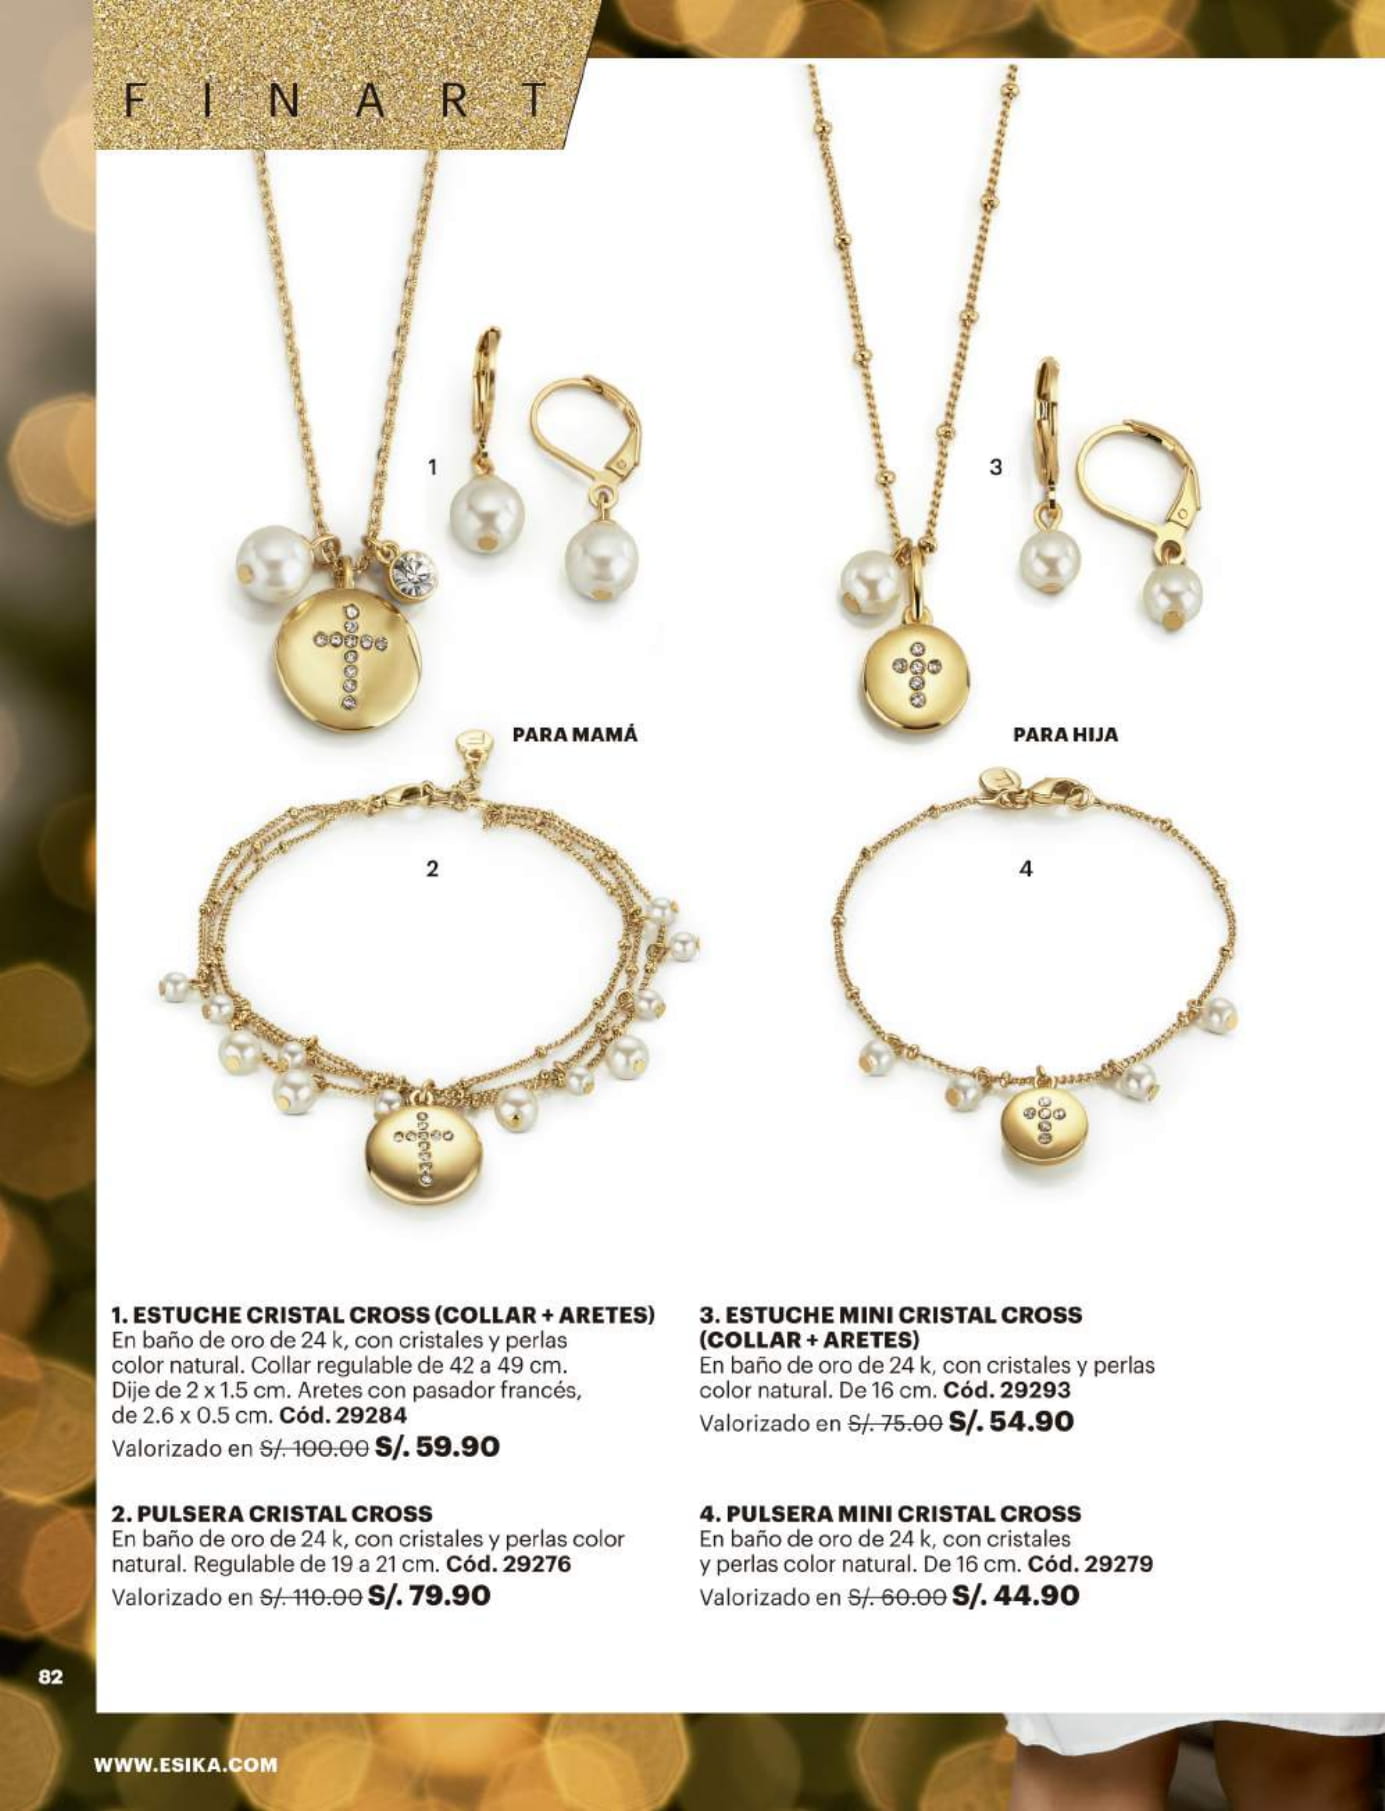 FINART
1
3
PARA MAMÁ
PARA HIJA
2
4
1. ESTUCHE CRISTAL CROSS (COLLAR + ARETES)
En baño de oro de 24 k, con cristales y perlas
color natural. Collar regulable de 42 a 49 cm.
Dije de 2 x 1.5 cm. Aretes con pasador francés,
de 2.6 x 0.5 cm. Cód. 29284
Valorizado en S/. 100.00 S/. 59.90
2. PULSERA CRISTAL CROSS
En baño de oro de 24 k, con cristales y perlas color
natural. Regulable de 19 a 21 cm. Cód. 29276
Valorizado en S/. 110.00 S/. 79.90
3. ESTUCHE MINI CRISTAL CROSS
(COLLAR + ARETES)
En baño de oro de 24 k, con cristales y perlas
color natural. De 16 cm. Cód. 29293
Valorizado en S/. 75.00 S/. 54.90
4. PULSERA MINI CRISTAL CROSS
En baño de oro de 24 k, con cristales
y perlas color natural. De 16 cm. Cód. 29279
Valorizado en S/. 60.00 S/. 44.90
82
WWW.ESIKA.COM